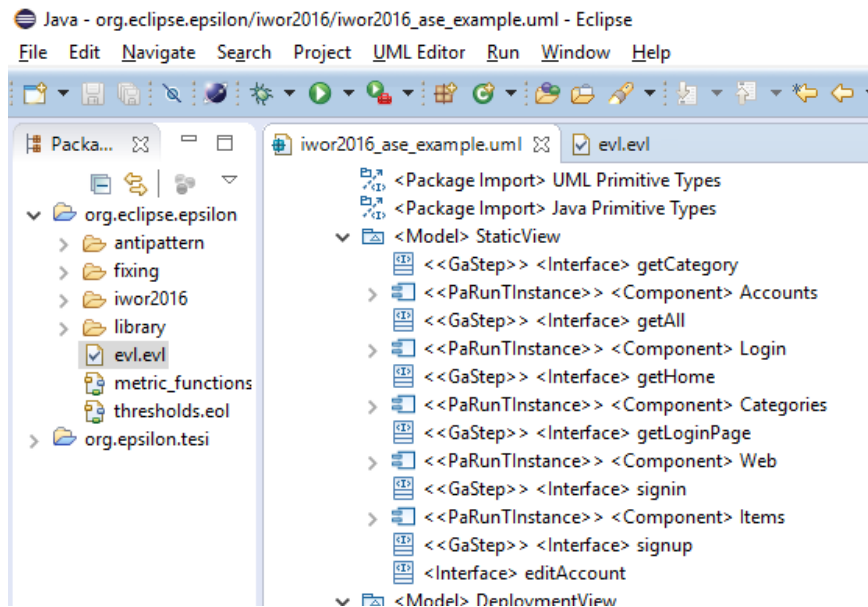 Java - org.eclipse.epsilon/iwor2016/iwor2016_ase_example.uml - Eclipse
File Edit Navigate Search Project UML Editor Run Window Help
Packa...
org.eclipse.epsilon
antipattern
fixing
iwor2016
library
evl.evl
metric_functions
thresholds.eol
org.epsilon.tesi
iwor2016_ase_example.uml evl.evl
<Package Import> UML Primitive Types
<Package Import> Java Primitive Types
<Model> StaticView
<<GaStep>> <Interface> getCategory
<<PaRunTInstance>> <Component> Accounts
<<GaStep>> <Interface> getAll
<<PaRunTInstance>> <Component> Login
<<GaStep>> <Interface> getHome
<<PaRunTInstance>> <Component> Categories
<<GaStep>> <Interface> getLoginPage
<<PaRunTInstance>> <Component> Web
<<GaStep>> <Interface> signin
<<PaRunTInstance>> <Component> Items
<<GaStep>> <Interface> signup
<Interface> editAccount
<Model> DeploymentView